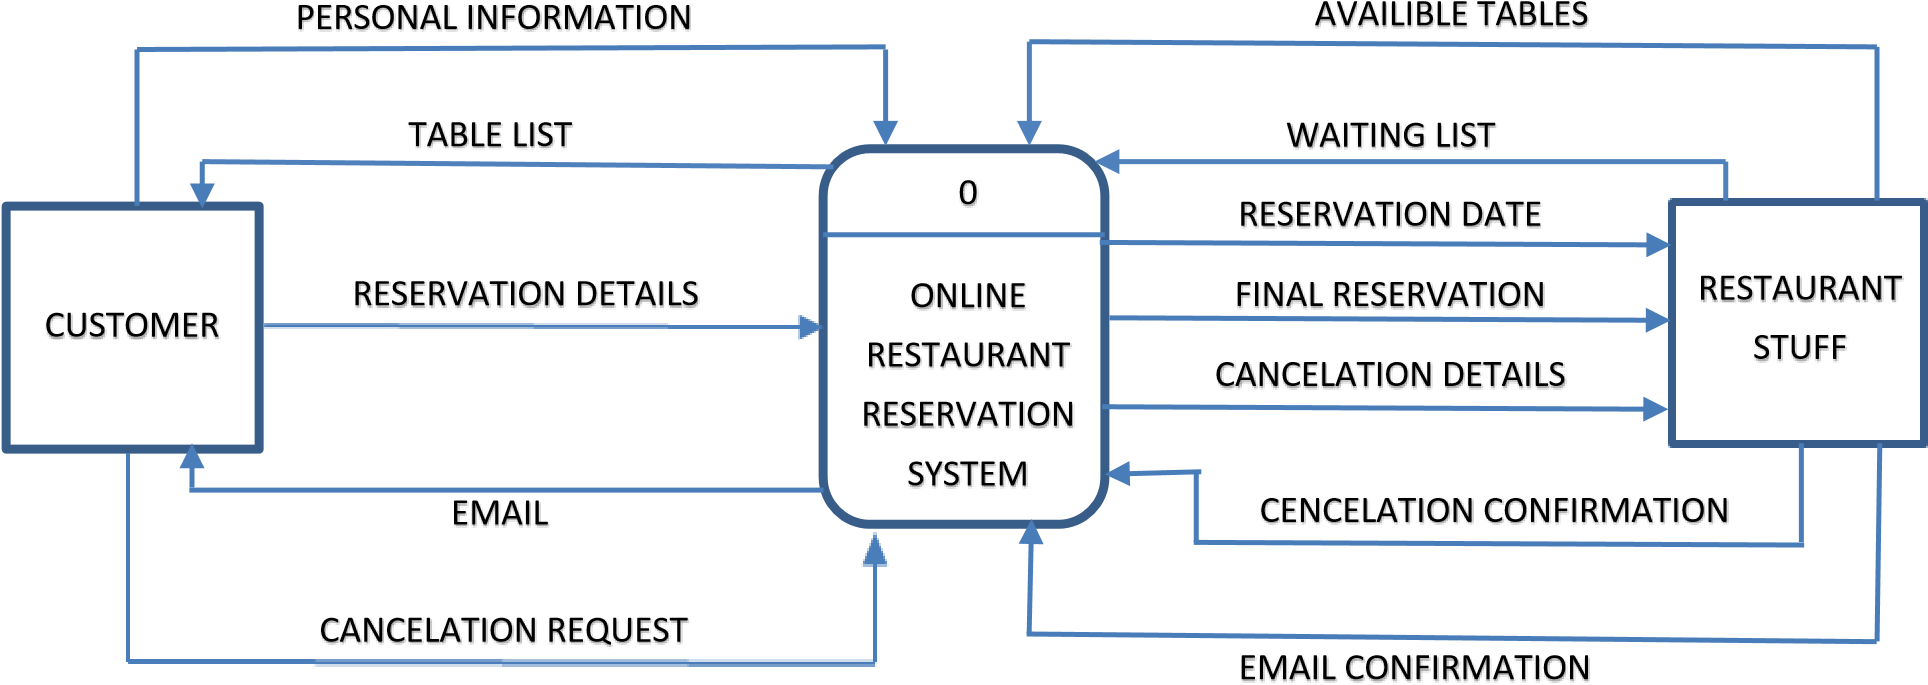 PERSONAL INFORMATION
AVAILIBLE TABLES
TABLE LIST
WAITING LIST
0
RESERVATION DATE
CUSTOMER
RESERVATION DETAILS
ONLINE
RESTAURANT
RESERVATION
SYSTEM
FINAL RESERVATION
RESTAURANT
STUFF
CANCELATION DETAILS
EMAIL
CENCELATION CONFIRMATION
CANCELATION REQUEST
EMAIL CONFIRMATION